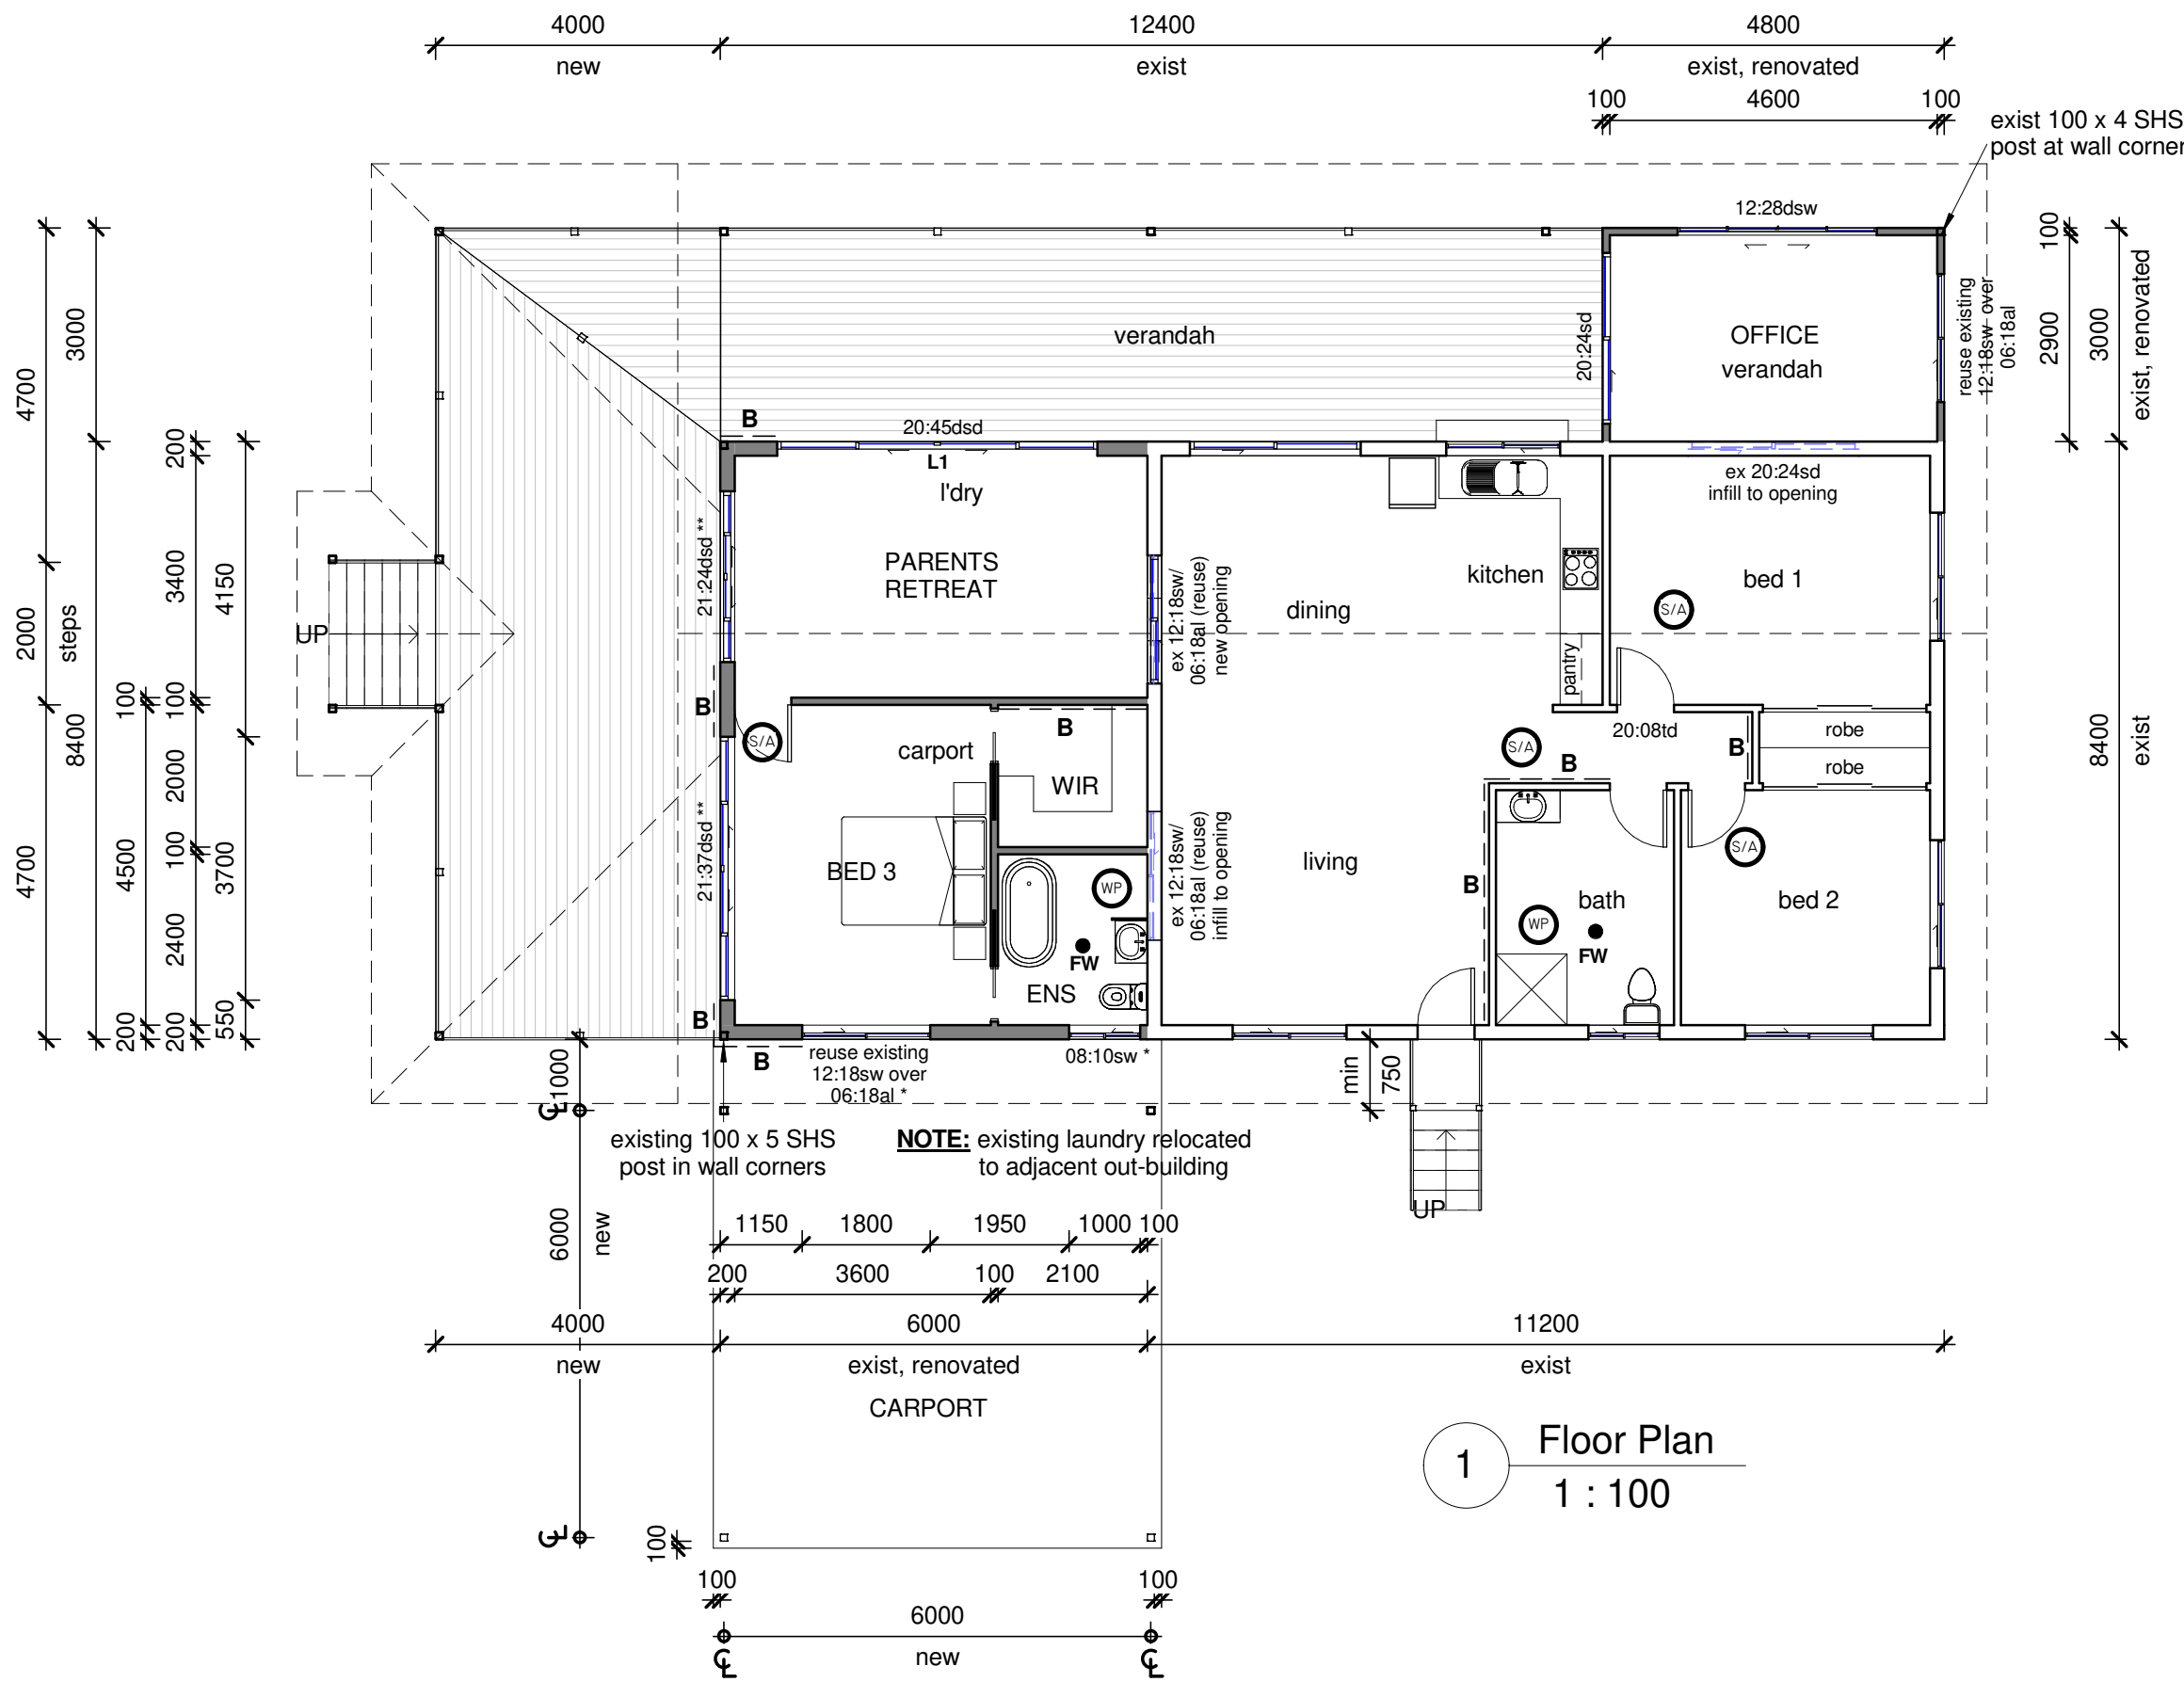 4000
12400
4800
new
exist
exist, renovated
100
4600
100
exist 100 x 4 SHS
post at wall corner
12:28dsw
3000
4700
8400
4700
2000
steps
200
3400
100
100
2000
100
4500
2400
200
200
4150
3700
550
verandah
20:24sd
OFFICE
verandah
reuse existing
12:18sw over
06:18al
100
2900
3000
exist, renovated
8400
exist
B
20:45dsd
L1
l'dry
PARENTS
RETREAT
21:24dsd **
ex 12:18sw/
06:18al (reuse)
new opening
dining
kitchen
pantry
ex 20:24sd
infill to opening
bed 1
S/A
UP
B
S/A
carport
B
WIR
S/A
B
20:08td
B
robe
robe
21:37dsd **
BED 3
WP
FW
ENS
ex 12:18sw/
06:18al (reuse)
infill to opening
living
B
WP
bath
FW
S/A
bed 2
B
B
reuse existing
12:18sw over
06:18al *
08:10sw *
min
750
UP
1000
CL
existing 100 x 5 SHS
post in wall corners
NOTE: existing laundry relocated
to adjacent out-building
6000
new
1150
1800
1950
1000
100
200
3600
100
2100
4000
6000
11200
new
exist, renovated
exist
CARPORT
1
Floor Plan
1 : 100
CL
100
100
100
6000
new
CL
CL